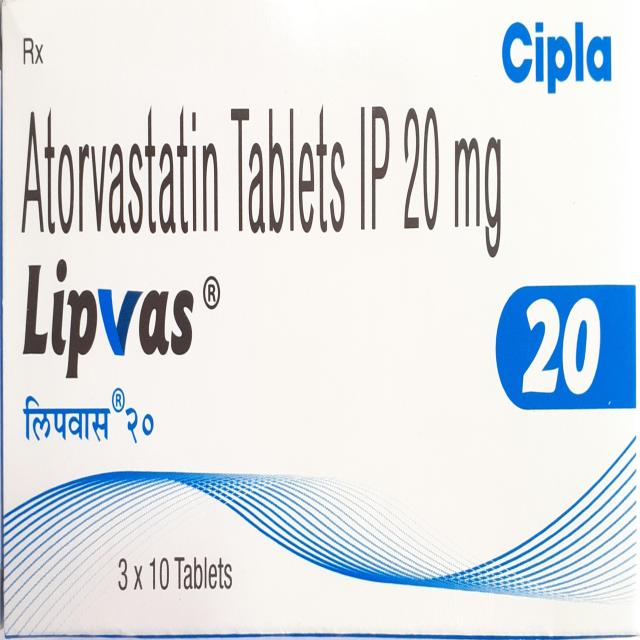 Rx
Cipla
Atorvastatin Tablets IP 20 mg
Lipvas®
20
लिपवास® २०
3 x 10 Tablets